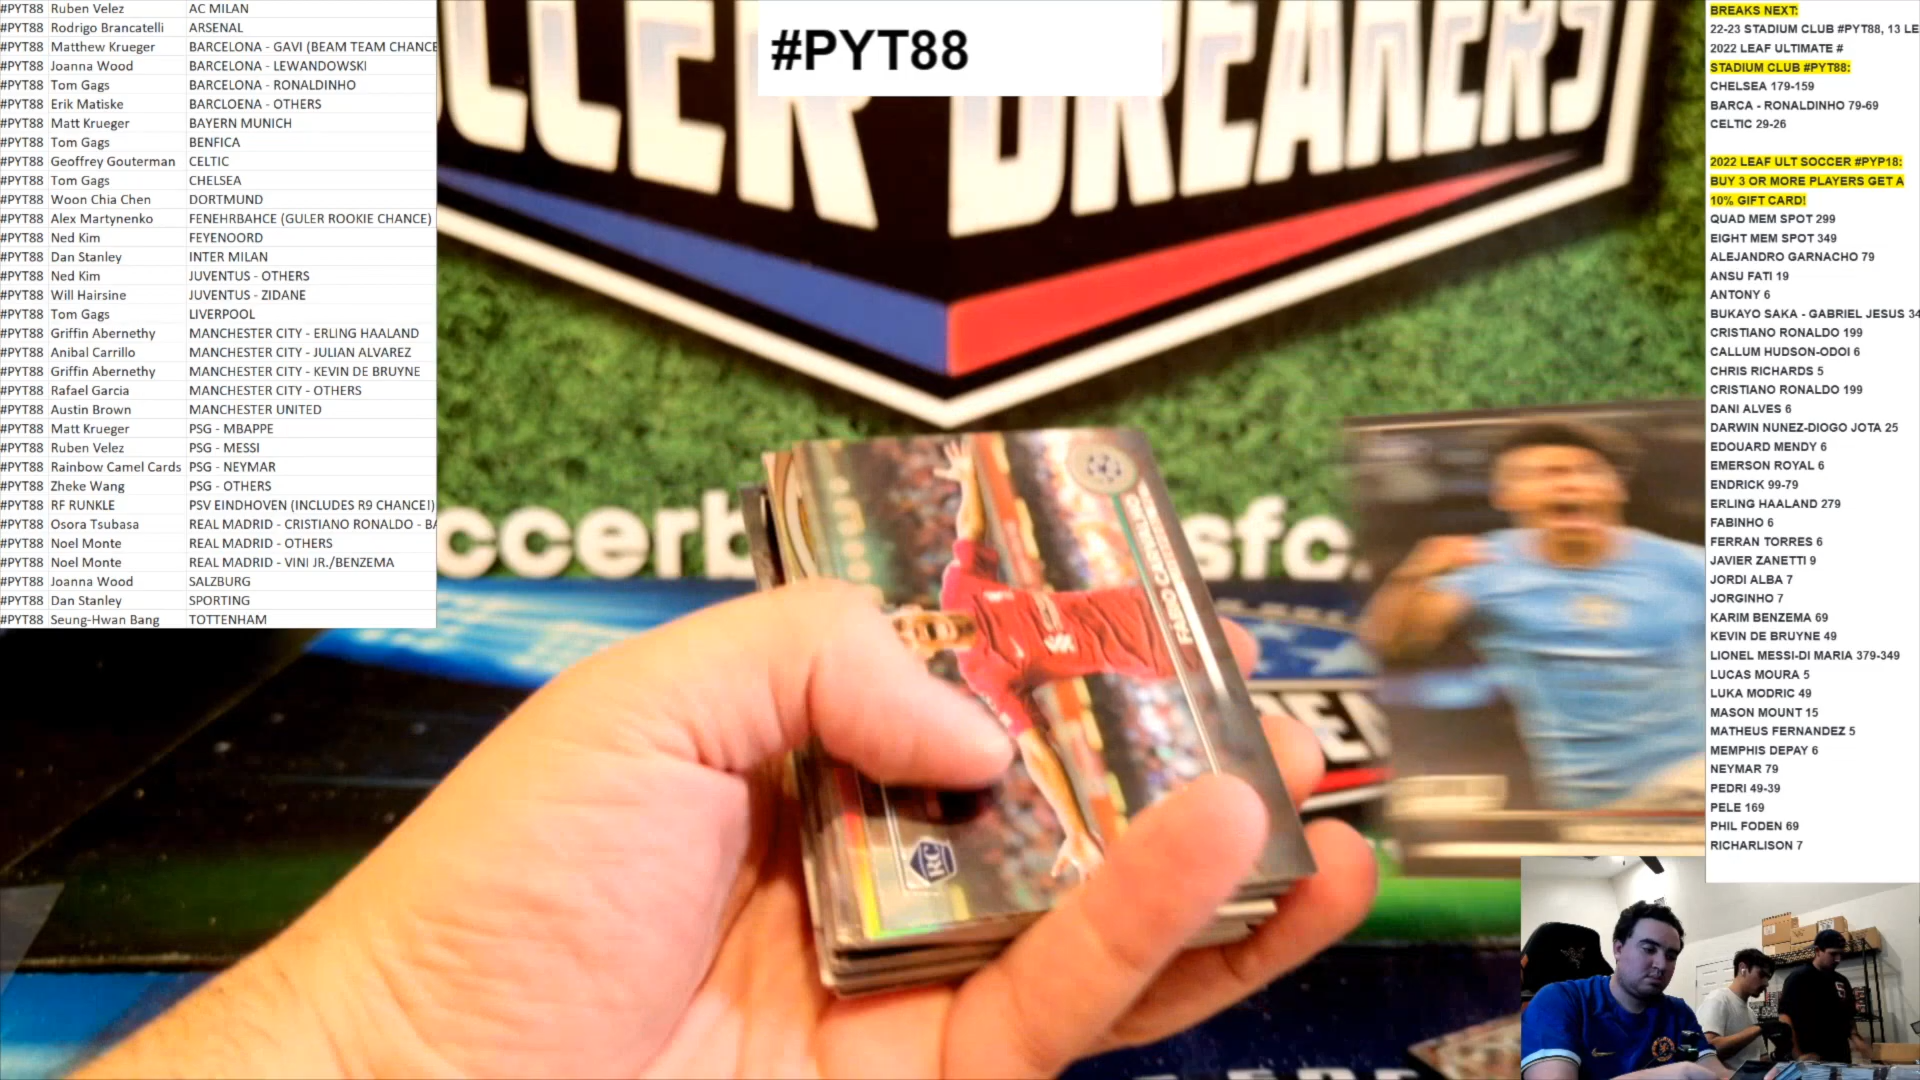 #PYT88 Ruben Velez AC MILAN
#PYT88 Rodrigo Brancatelli ARSENAL
#PYT88 Matthew Krueger BARCELONA - GAVI (BEAM TEAM CHANCE
#PYT88 Joanna Wood BARCELONA - LEWANDOWSKI
#PYT88 Tom Gags BARCELONA - RONALDINHO
#PYT88 Erik Matiske BARCLOENA - OTHERS
#PYT88 Matt Krueger BAYERN MUNICH
#PYT88 Tom Gags BENFICA
#PYT88 Geoffrey Gouterman CELTIC
#PYT88 Tom Gags CHELSEA
#PYT88 Woon Chia Chen DORTMUND
#PYT88 Alex Martynenko FENEHRBAHCE (GULER ROOKIE CHANCE)
#PYT88 Ned Kim FEYENOORD
#PYT88 Dan Stanley INTER MILAN
#PYT88 Ned Kim JUVENTUS - OTHERS
#PYT88 Will Hairsine JUVENTUS - ZIDANE
#PYT88 Tom Gags LIVERPOOL
#PYT88 Griffin Abernethy MANCHESTER CITY - ERLING HAALAND
#PYT88 Anibal Carrillo MANCHESTER CITY - JULIAN ALVAREZ
#PYT88 Griffin Abernethy MANCHESTER CITY - KEVIN DE BRUYNE
#PYT88 Rafael Garcia MANCHESTER CITY - OTHERS
#PYT88 Austin Brown MANCHESTER UNITED
#PYT88 Matt Krueger PSG - MBAPPE
#PYT88 Ruben Velez PSG - MESSI
#PYT88 Rainbow Camel Cards PSG - NEYMAR
#PYT88 Zheke Wang PSG - OTHERS
#PYT88 RF RUNKLE PSV EINDHOVEN (INCLUDES R9 CHANCE!)
#PYT88 Osora Tsubasa REAL MADRID - CRISTIANO RONALDO - BA
#PYT88 Noel Monte REAL MADRID - OTHERS
#PYT88 Noel Monte REAL MADRID - VINI JR./BENZEMA
#PYT88 Joanna Wood SALZBURG
#PYT88 Dan Stanley SPORTING
#PYT88 Seung-Hwan Bang TOTTENHAM
#PYT88
OCCER BREAKERS
soccerb sfc.
FABIO CARVALHO
RC
BREAKS NEXT:
22-23 STADIUM CLUB #PYT88, 13 LE
2022 LEAF ULTIMATE #
STADIUM CLUB #PYT88:
CHELSEA 179-159
BARCA - RONALDINHO 79-69
CELTIC 29-26
2022 LEAF ULT SOCCER #PYP18:
BUY 3 OR MORE PLAYERS GET A
10% GIFT CARD!
QUAD MEM SPOT 299
EIGHT MEM SPOT 349
ALEJANDRO GARNACHO 79
ANSU FATI 19
ANTONY 6
BUKAYO SAKA - GABRIEL JESUS 34
CRISTIANO RONALDO 199
CALLUM HUDSON-ODOI 6
CHRIS RICHARDS 5
CRISTIANO RONALDO 199
DANI ALVES 6
DARWIN NUNEZ-DIOGO JOTA 25
EDOUARD MENDY 6
EMERSON ROYAL 6
ENDRICK 99-79
ERLING HAALAND 279
FABINHO 6
FERRAN TORRES 6
JAVIER ZANETTI 9
JORDI ALBA 7
JORGINHO 7
KARIM BENZEMA 69
KEVIN DE BRUYNE 49
LIONEL MESSI-DI MARIA 379-349
LUCAS MOURA 5
LUKA MODRIC 49
MASON MOUNT 15
MATHEUS FERNANDEZ 5
MEMPHIS DEPAY 6
NEYMAR 79
PEDRI 49-39
PELE 169
PHIL FODEN 69
RICHARLISON 7